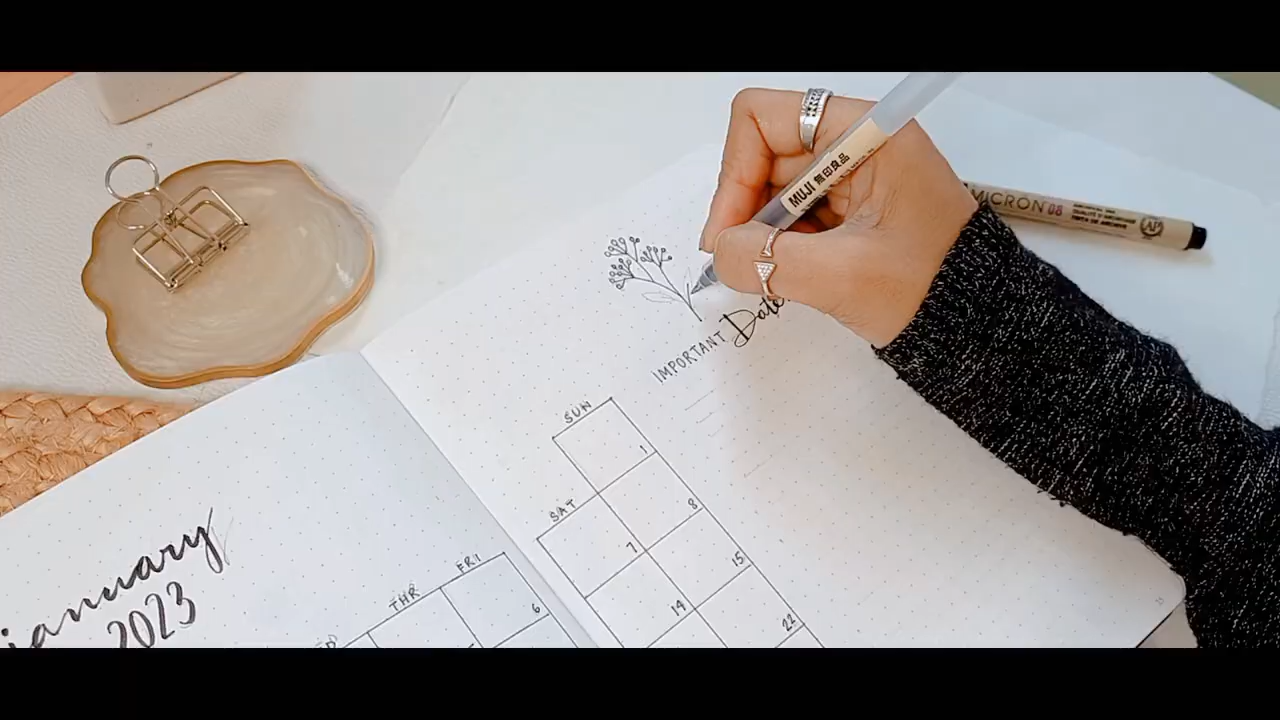 january
2023
THR
FRI
6
SAT
SUN
1
7
8
14
15
22
IMPORTANT Date
MUJI 無印良品
MICRON 08